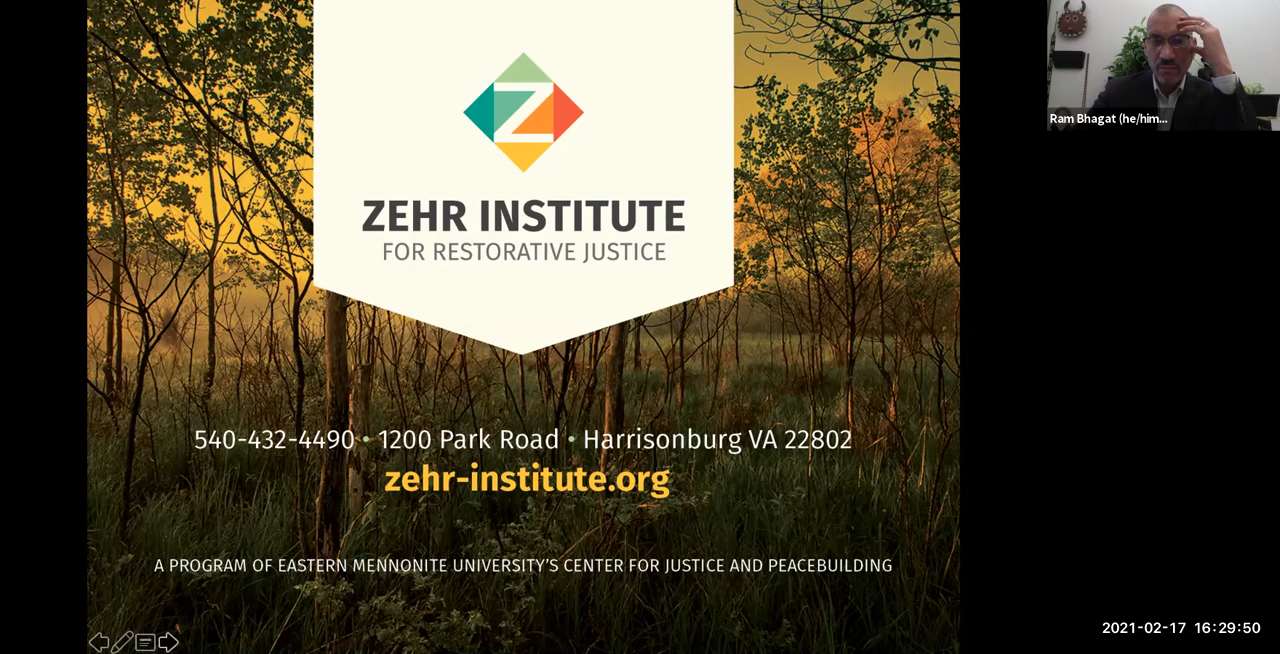 Z
ZEHR INSTITUTE
FOR RESTORATIVE JUSTICE
540-432-4490 • 1200 Park Road • Harrisonburg VA 22802
zehr-institute.org
A PROGRAM OF EASTERN MENNONITE UNIVERSITY'S CENTER FOR JUSTICE AND PEACEBUILDING
Ram Bhagat (he/him...
2021-02-17 16:29:50